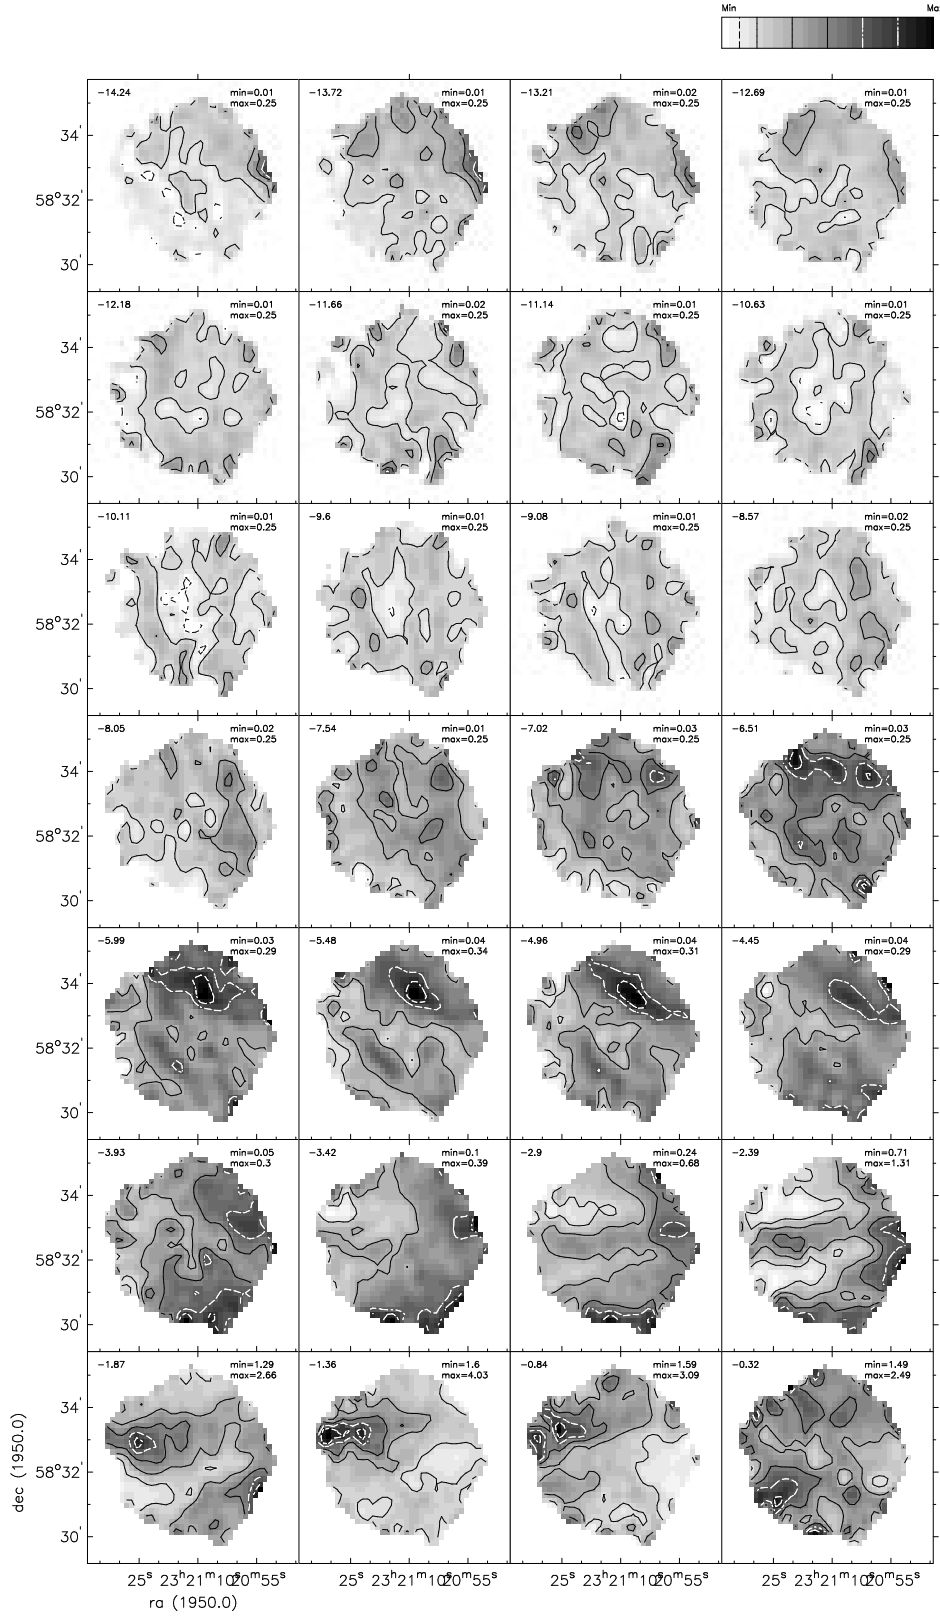 Min Ma
−14.24 min=0.01 −13.72 min=0.01 −13.21 min=0.02 −12.69 min=0.01
max=0.25 max=0.25 max=0.25 max=0.25
34'
58°32'
30'
−12.18 min=0.01 −11.66 min=0.02 −11.14 min=0.01 −10.63 min=0.01
max=0.25 max=0.25 max=0.25 max=0.25
34'
58°32'
30'
−10.11 min=0.01 −9.6 min=0.01 −9.08 min=0.01 −8.57 min=0.02
max=0.25 max=0.25 max=0.25 max=0.25
34'
58°32'
30'
−8.05 min=0.02 −7.54 min=0.01 −7.02 min=0.03 −6.51 min=0.03
max=0.25 max=0.25 max=0.25 max=0.25
34'
58°32'
30'
−5.99 min=0.03 −5.48 min=0.04 −4.96 min=0.04 −4.45 min=0.04
max=0.29 max=0.34 max=0.31 max=0.29
34'
58°32'
30'
−3.93 min=0.05 −3.42 min=0.1 −2.9 min=0.24 −2.39 min=0.71
max=0.3 max=0.39 max=0.68 max=1.31
34'
58°32'
30'
−1.87 min=1.29 −1.36 min=1.6 −0.84 min=1.59 −0.32 min=1.49
max=2.66 max=4.03 max=3.09 max=2.49
34'
58°32'
30'
dec (1950.0)
25s 23h21m10s 20m55s 25s 23h21m10s 20m55s 25s 23h21m10s 20m55s 25s 23h21m10s 20m55s
ra (1950.0)